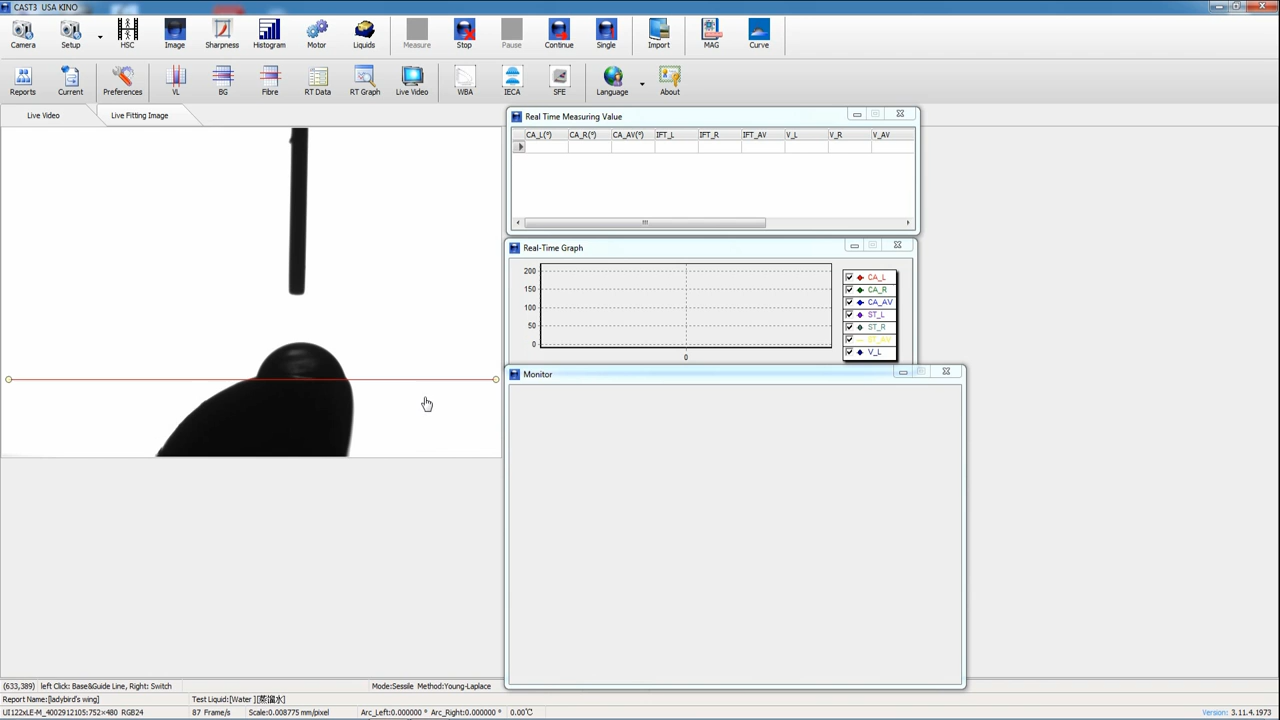 CAST3 USA KINO
Camera Setup HSC Image Sharpness Histogram Motor Liquids Measure Stop Pause Continue Single Import MAG Curve
Reports Current Preferences VL BG Fibre RT Data RT Graph Live Video WBA IECA SFE Language About
Live Video Live Fitting Image
Real Time Measuring Value
CA_L(°) CA_R(°) CA_AV(°) IFT_L IFT_R IFT_AV V_L V_R V_AV
Real-Time Graph
200
150
100
50
0
0
CA_L
CA_R
CA_AV
ST_L
ST_R
ST_AV
V_L
Monitor
(633,389) left Click: Base&Guide Line, Right: Switch Mode:Sessile Method:Young-Laplace
Report Name:[ladybird's wing] Test Liquid:[Water ][蒸溜水]
UI122xLE-M_4002912105:752×480 RGB24 87 Frame/s Scale:0.008775 mm/pixel Arc_Left:0.000000 ° Arc_Right:0.000000 ° 0.00℃ Version: 3.11.4.1973